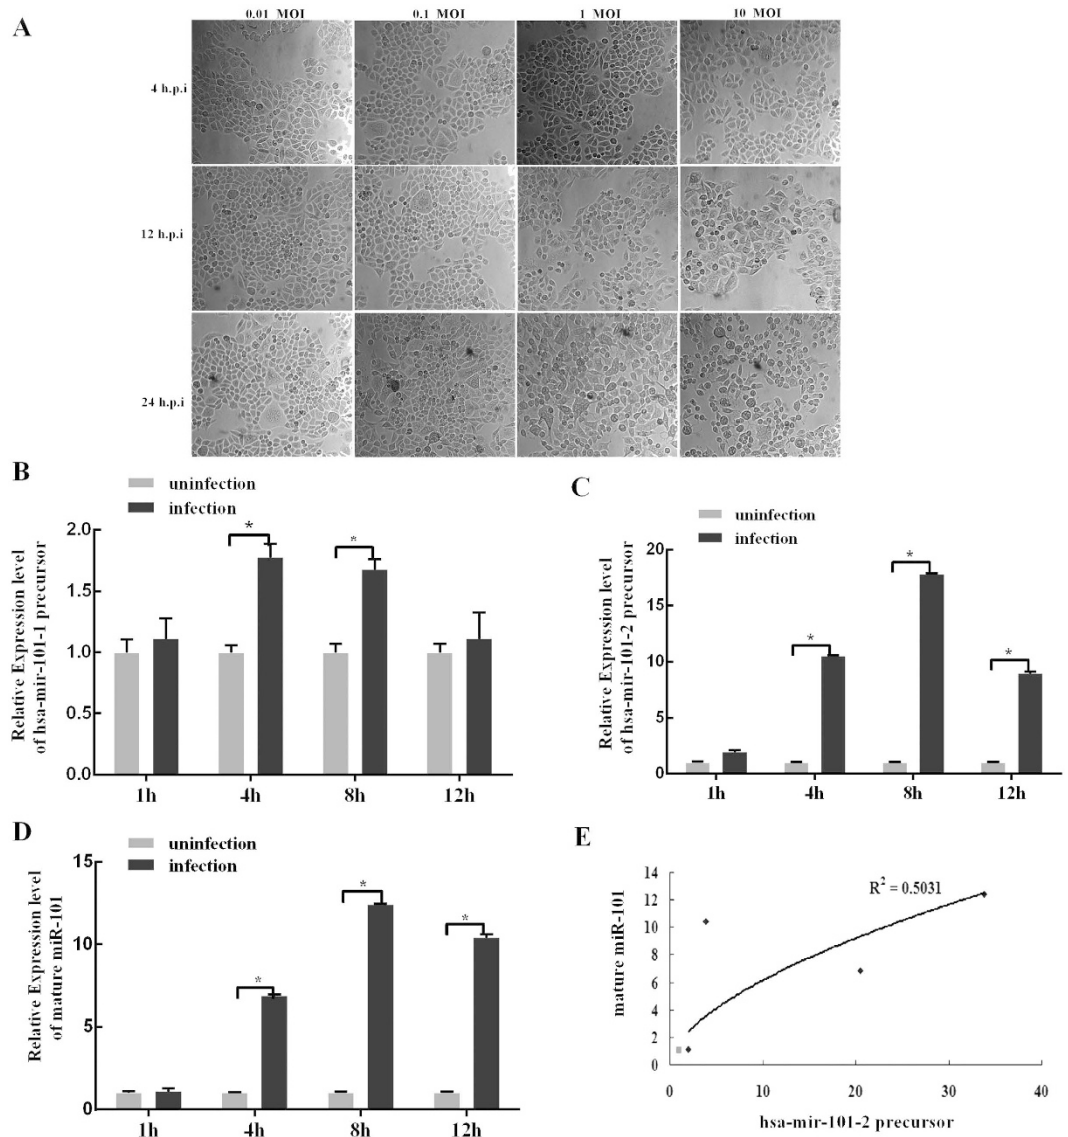 A
0.01 MOI 0.1 MOI 1 MOI 10 MOI
4 h.p.i
12 h.p.i
24 h.p.i
B
uninfection
infection
Relative Expression level
of hsa-mir-101-1 precursor
2.0
1.5
1.0
0.5
0.0
* *
1h 4h 8h 12h
C
uninfection
infection
Relative Expression level
of hsa-mir-101-2 precursor
20
15
10
5
0
* * *
1h 4h 8h 12h
D
uninfection
infection
Relative Expression level
of mature miR-101
15
10
5
0
* * *
1h 4h 8h 12h
E
mature miR-101
14
12
10
8
6
4
2
0
R² = 0.5031
0 10 20 30 40
hsa-mir-101-2 precursor